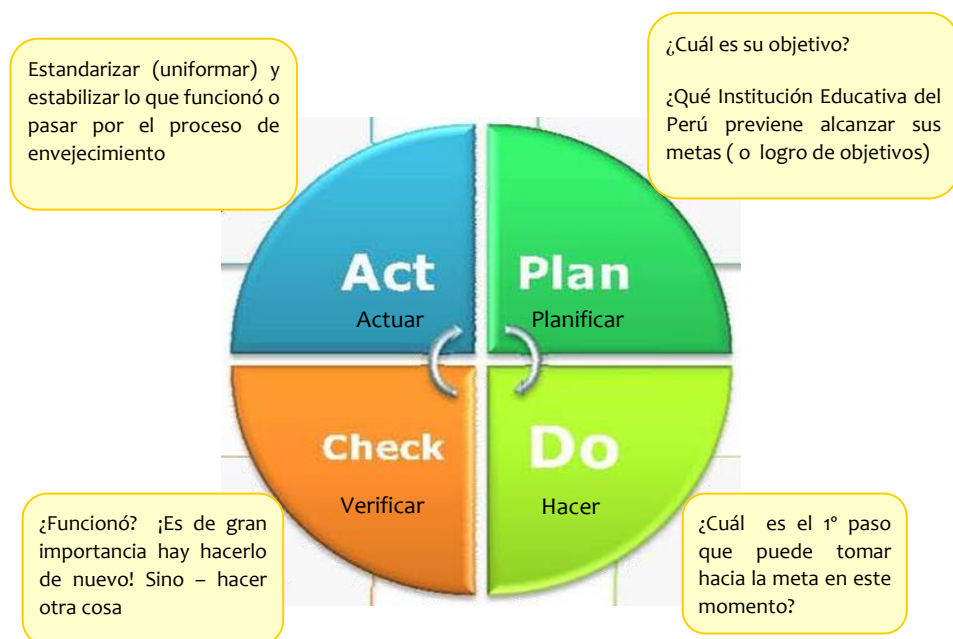 Estandarizar (uniformar) y
estabilizar lo que funcionó o
pasar por el proceso de
envejecimiento
¿Cuál es su objetivo?
¿Qué Institución Educativa del
Perú previene alcanzar sus
metas ( o logro de objetivos)
Act
Actuar
Plan
Planificar
Check
Verificar
Do
Hacer
¿Funcionó? ¡Es de gran
importancia hay hacerlo
de nuevo! Sino – hacer
otra cosa
¿Cuál es el 1º paso
que puede tomar
hacia la meta en este
momento?